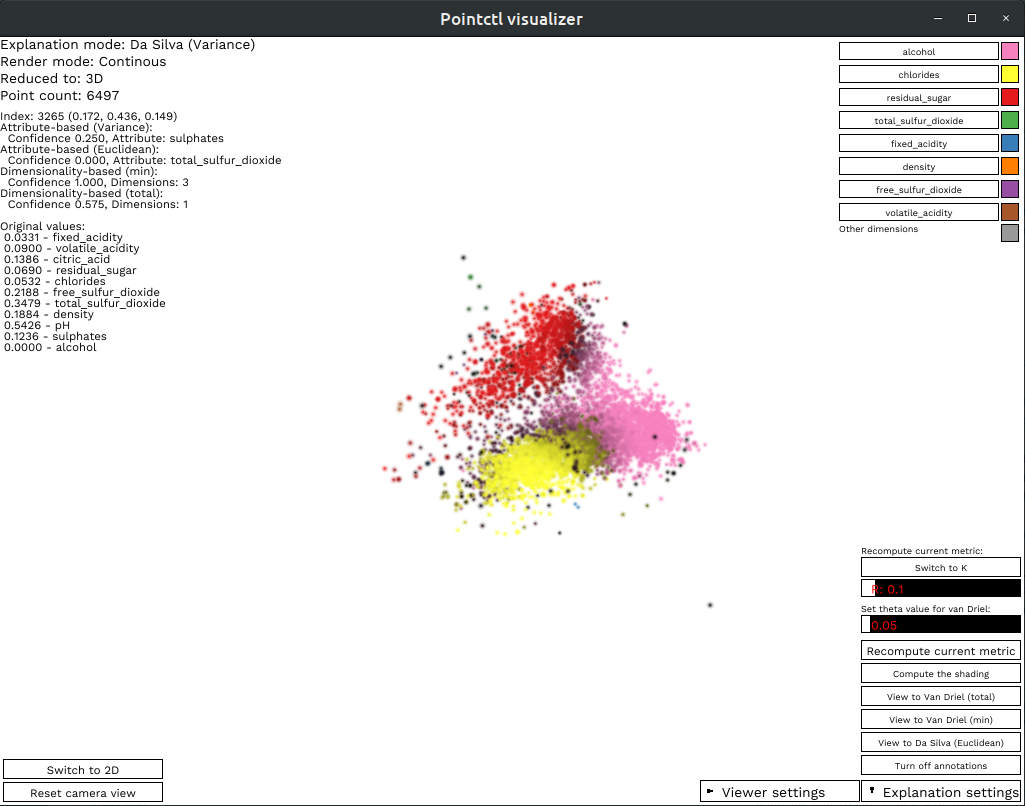 Pointctl visualizer
Explanation mode: Da Silva (Variance)
Render mode: Continous
Reduced to: 3D
Point count: 6497
Index: 3265 (0.172, 0.436, 0.149)
Attribute-based (Variance):
Confidence 0.250, Attribute: sulphates
Attribute-based (Euclidean):
Confidence 0.000, Attribute: total_sulfur_dioxide
Dimensionality-based (min):
Confidence 1.000, Dimensions: 3
Dimensionality-based (total):
Confidence 0.575, Dimensions: 1
Original values:
0.0331 - fixed_acidity
0.0900 - volatile_acidity
0.1386 - citric_acid
0.0690 - residual_sugar
0.0532 - chlorides
0.2188 - free_sulfur_dioxide
0.3479 - total_sulfur_dioxide
0.1884 - density
0.5426 - pH
0.1236 - sulphates
0.0000 - alcohol
alcohol
chlorides
residual_sugar
total_sulfur_dioxide
fixed_acidity
density
free_sulfur_dioxide
volatile_acidity
Other dimensions
Recompute current metric:
Switch to K
R: 0.1
Set theta value for van Driel:
0.05
Recompute current metric
Compute the shading
View to Van Driel (total)
View to Van Driel (min)
View to Da Silva (Euclidean)
Turn off annotations
Switch to 2D
Reset camera view
Viewer settings
Explanation settings